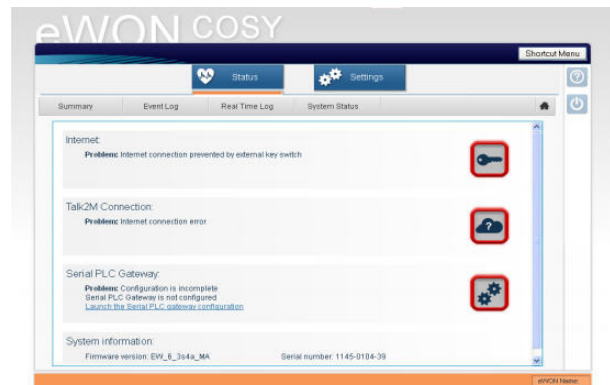 eWON COSY
Shortcut Menu
Status
Settings
Summary
Event Log
Real Time Log
System Status
Internet:
Problem: Internet connection prevented by external key switch
Talk2M Connection:
Problem: Internet connection error
?
Serial PLC Gateway:
Problem: Configuration is incomplete
Serial PLC Gateway is not configured
Launch the Serial PLC gateway configuration
System information:
Firmware version: EW_6_3s4a_MA
Serial number: 1145-0104-39
eWON Name: